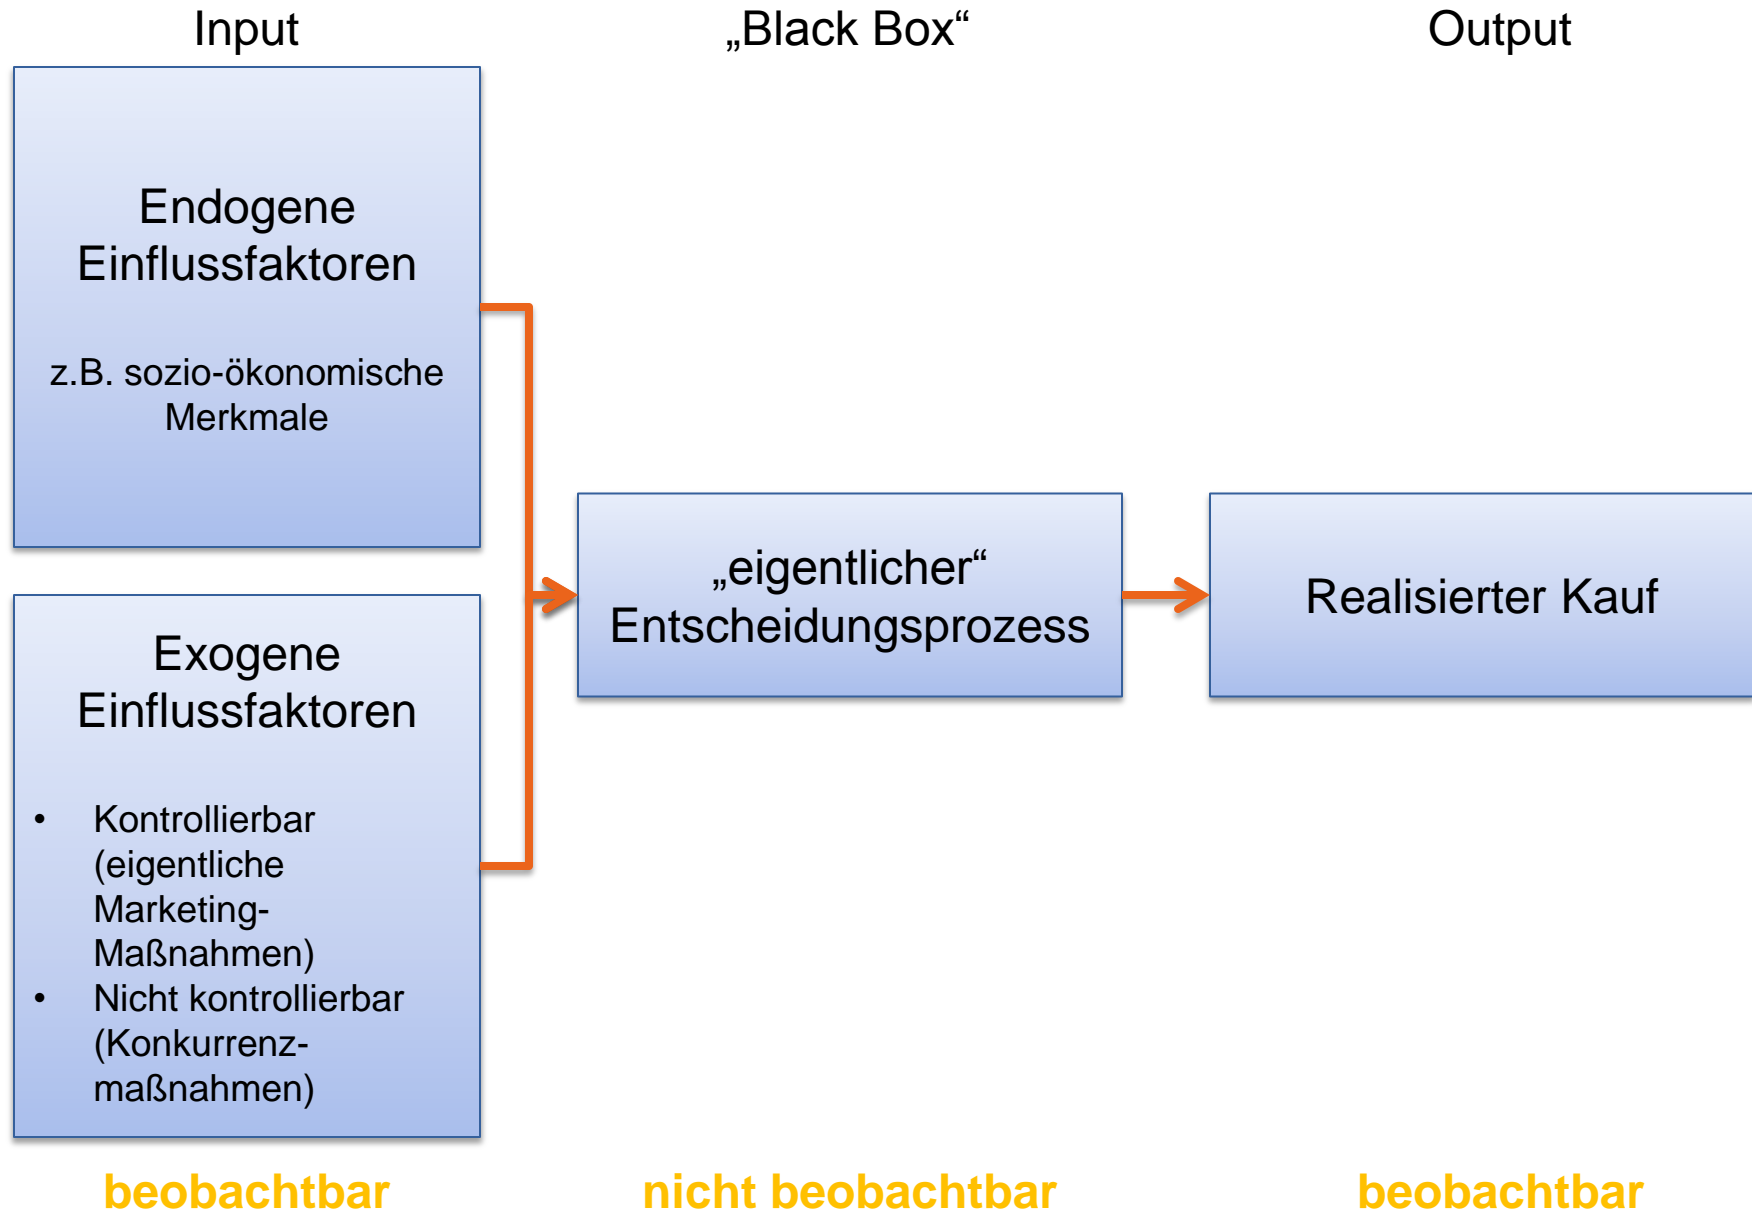 Input
„Black Box“
Output
Endogene
Einflussfaktoren
z.B. sozio-ökonomische
Merkmale
Exogene
Einflussfaktoren
• Kontrollierbar
(eigentliche
Marketing-
Maßnahmen)
• Nicht kontrollierbar
(Konkurrenz-
maßnahmen)
„eigentlicher“
Entscheidungsprozess
Realisierter Kauf
beobachtbar
nicht beobachtbar
beobachtbar